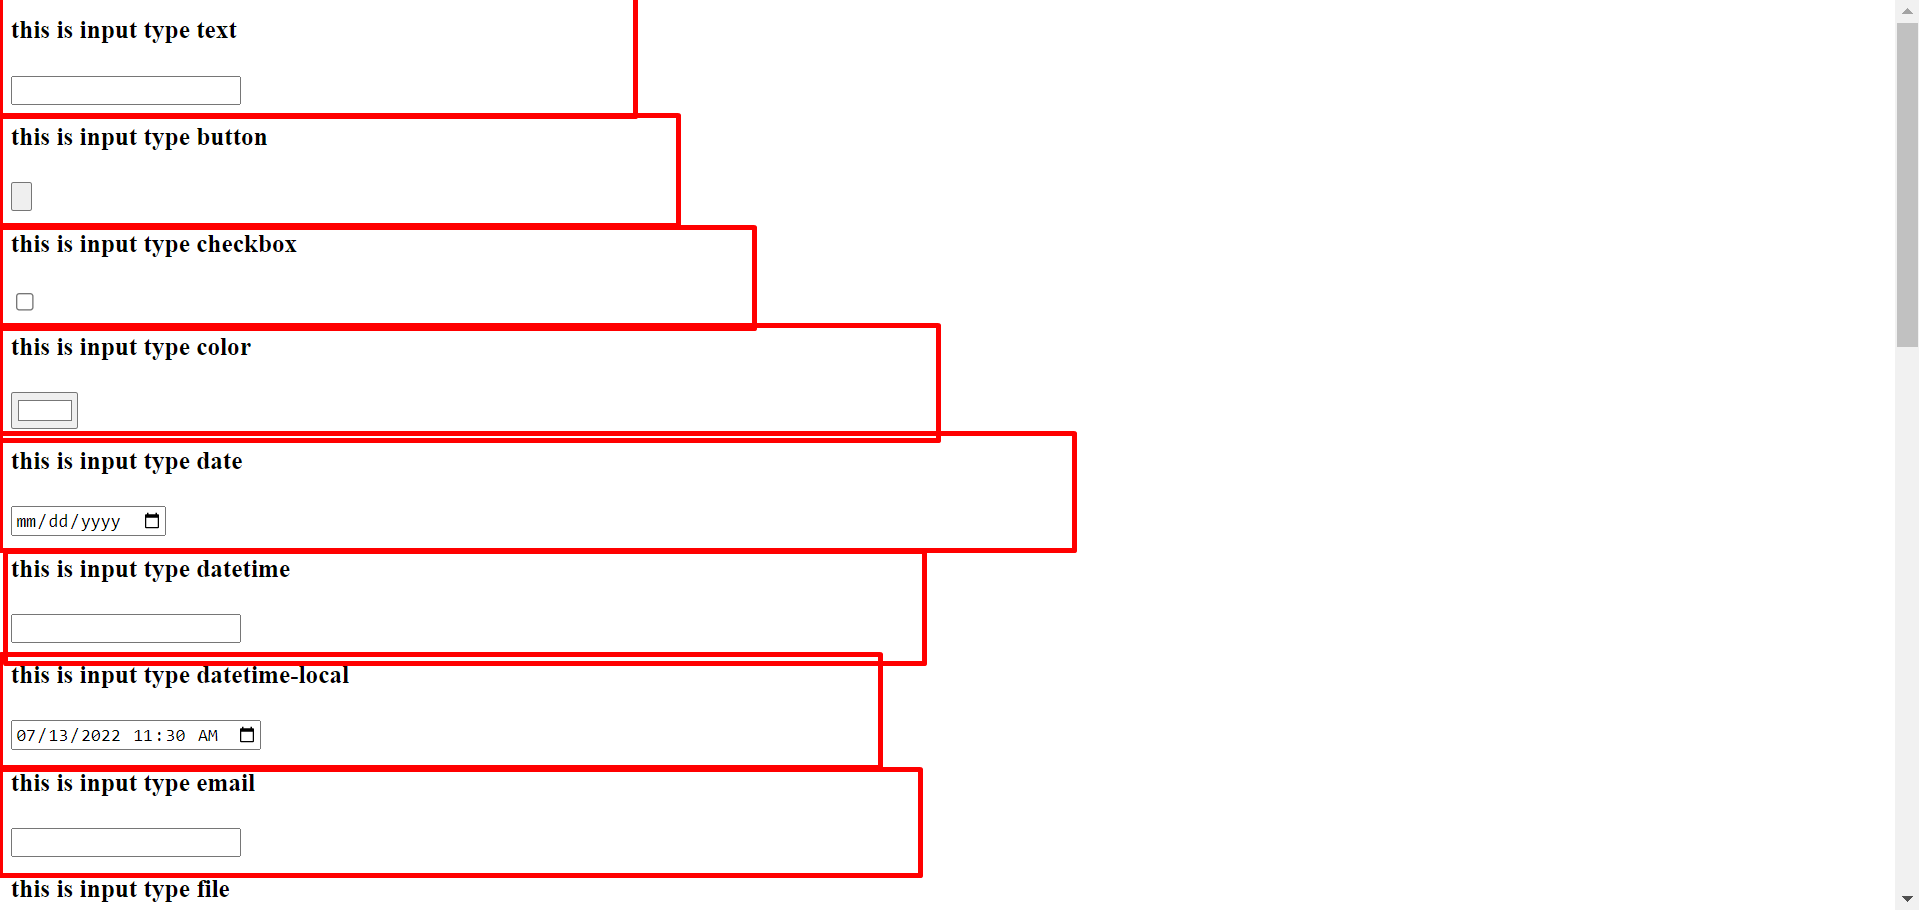 this is input type text
this is input type button
this is input type checkbox
this is input type color
this is input type date
mm/dd/yyyy
this is input type datetime
this is input type datetime-local
07/13/2022 11:30 AM
this is input type email
this is input type file